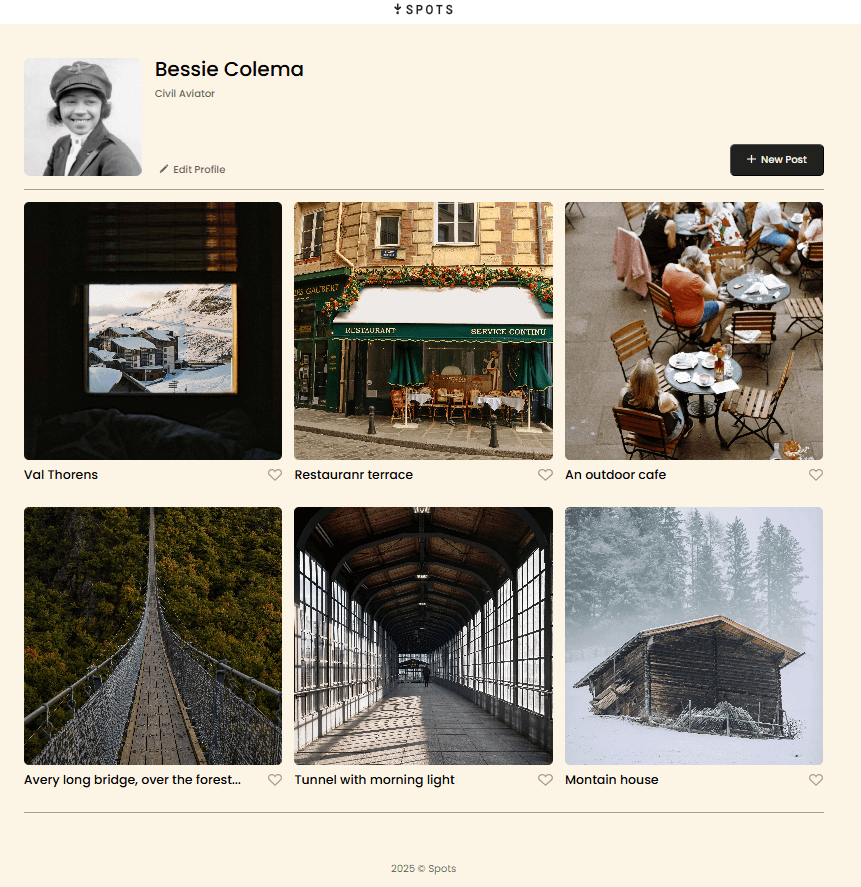 SPOTS
Bessie Colema
Civil Aviator
Edit Profile
+ New Post
RESTAURANT
SERVICE CONTINU
Val Thorens
Restauranr terrace
An outdoor cafe
Avery long bridge, over the forest...
Tunnel with morning light
Montain house
2025 © Spots